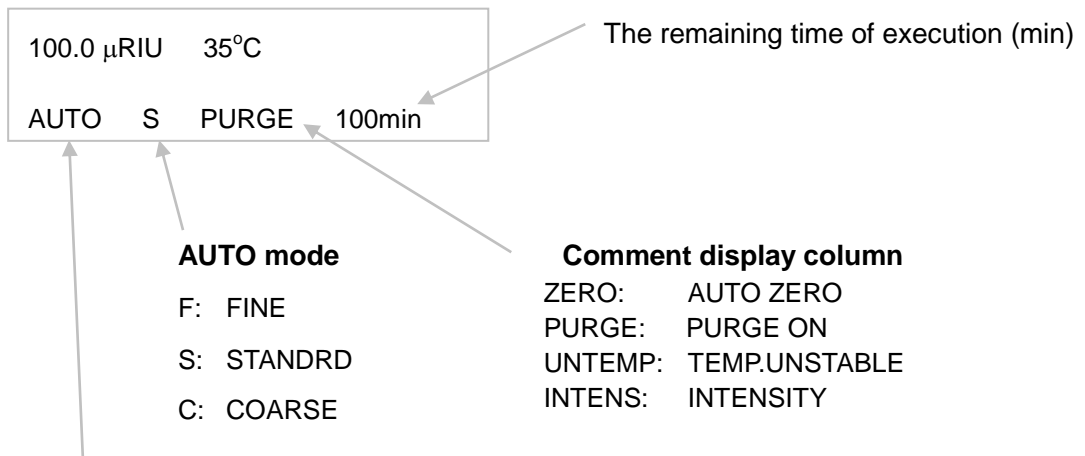 The remaining time of execution (min)
100.0 μRIU 35°C
AUTO S PURGE 100min
AUTO mode
F: FINE
S: STANDRD
C: COARSE
Comment display column
ZERO: AUTO ZERO
PURGE: PURGE ON
UNTEMP: TEMP.UNSTABLE
INTENS: INTENSITY